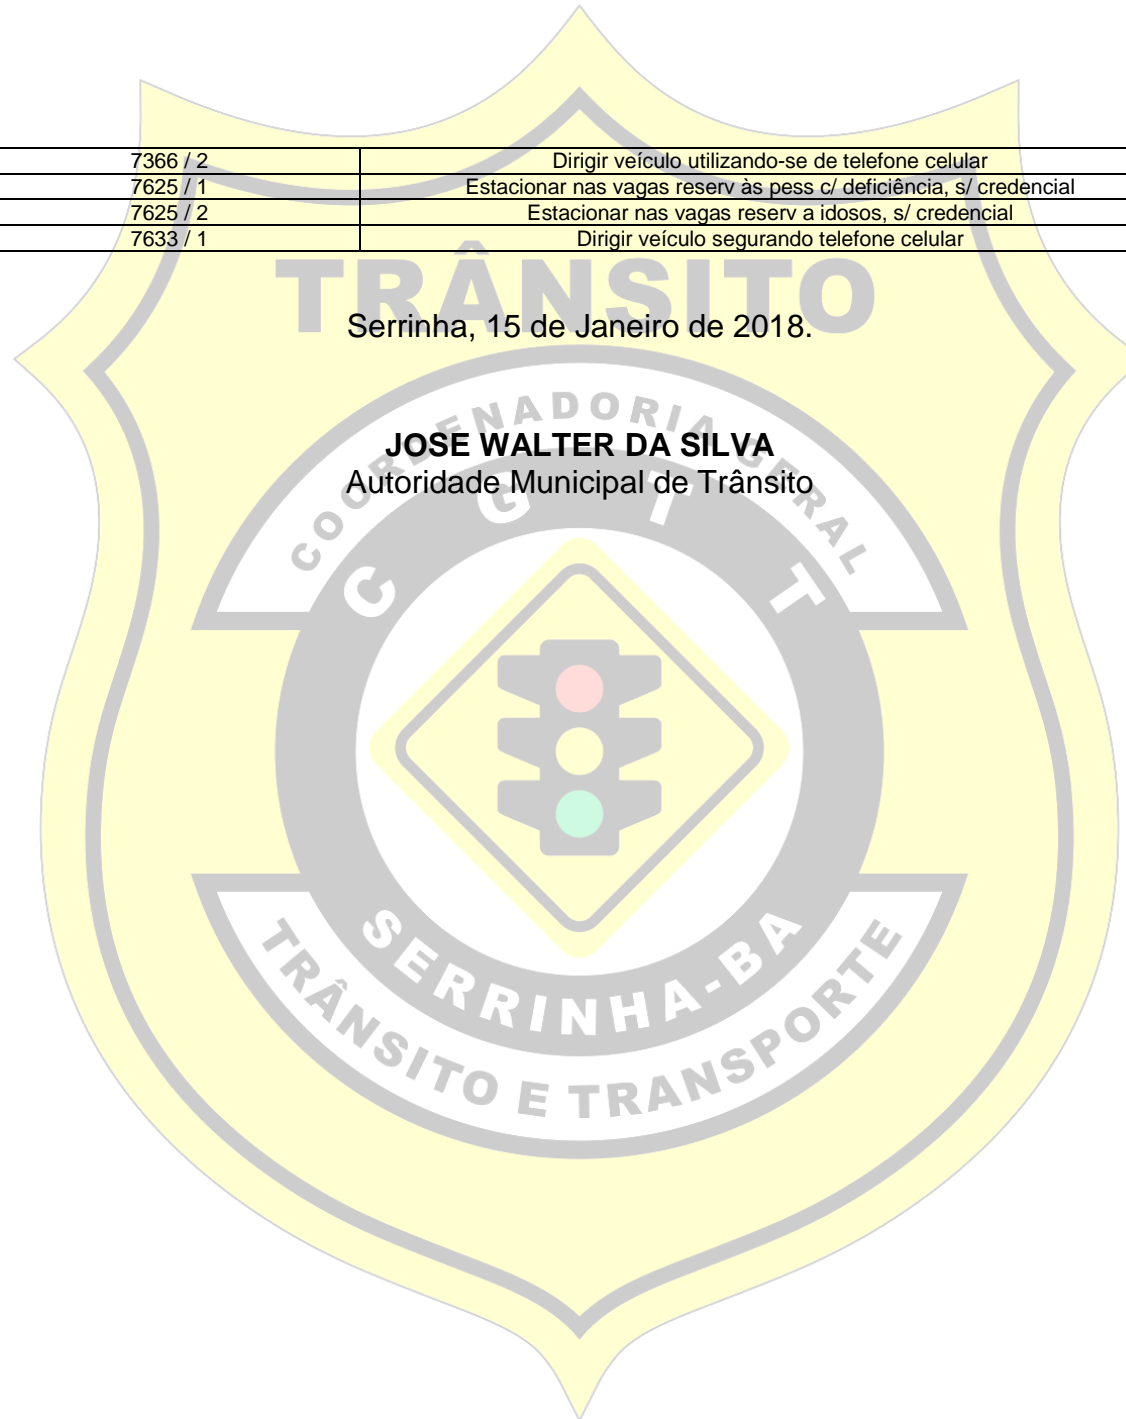 7366 / 2 Dirigir veículo utilizando-se de telefone celular
7625 / 1 Estacionar nas vagas reserv às pess c/ deficiência, s/ credencial
7625 / 2 Estacionar nas vagas reserv a idosos, s/ credencial
7633 / 1 Dirigir veículo segurando telefone celular
TRÂNSITO
Serrinha, 15 de Janeiro de 2018.
COORDENADORIA GERAL
JOSE WALTER DA SILVA
Autoridade Municipal de Trânsito
C G T T
SERRINHA-BA
TRÂNSITO E TRANSPORTE